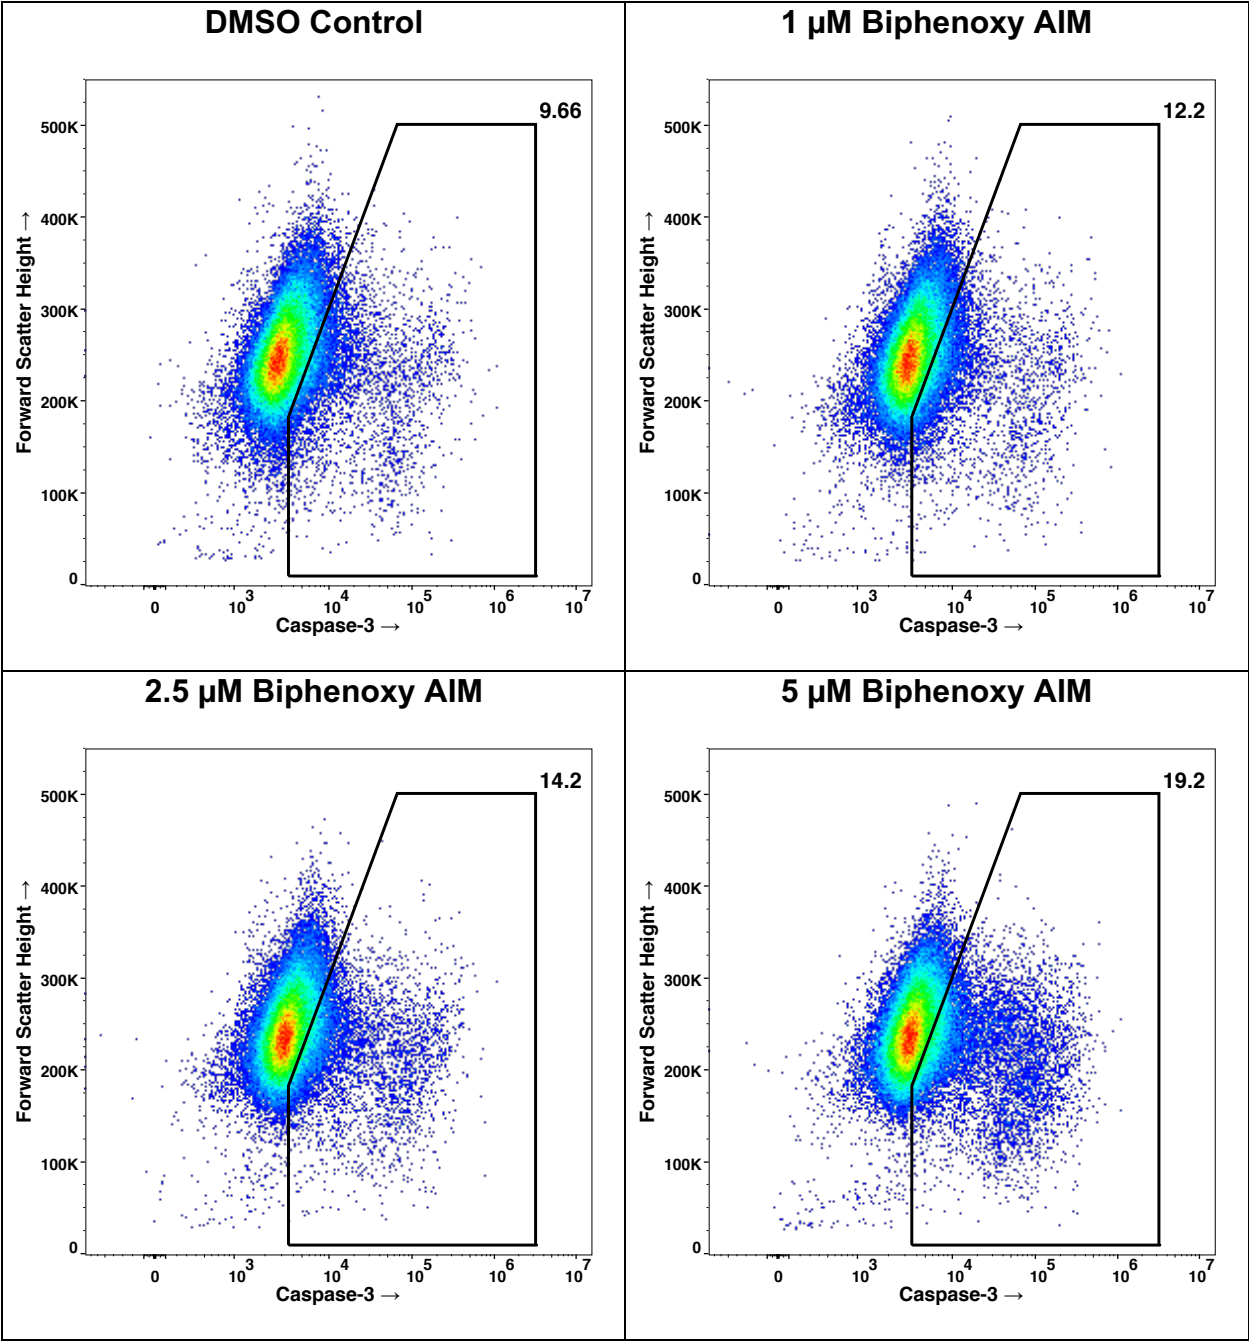 DMSO Control
9.66
500K
400K
300K
200K
100K
0
Forward Scatter Height →
0 10^3 10^4 10^5 10^6 10^7
Caspase-3 →
1 µM Biphenoxy AIM
12.2
500K
400K
300K
200K
100K
0
Forward Scatter Height →
0 10^3 10^4 10^5 10^6 10^7
Caspase-3 →
2.5 µM Biphenoxy AIM
14.2
500K
400K
300K
200K
100K
0
Forward Scatter Height →
0 10^3 10^4 10^5 10^6 10^7
Caspase-3 →
5 µM Biphenoxy AIM
19.2
500K
400K
300K
200K
100K
0
Forward Scatter Height →
0 10^3 10^4 10^5 10^6 10^7
Caspase-3 →